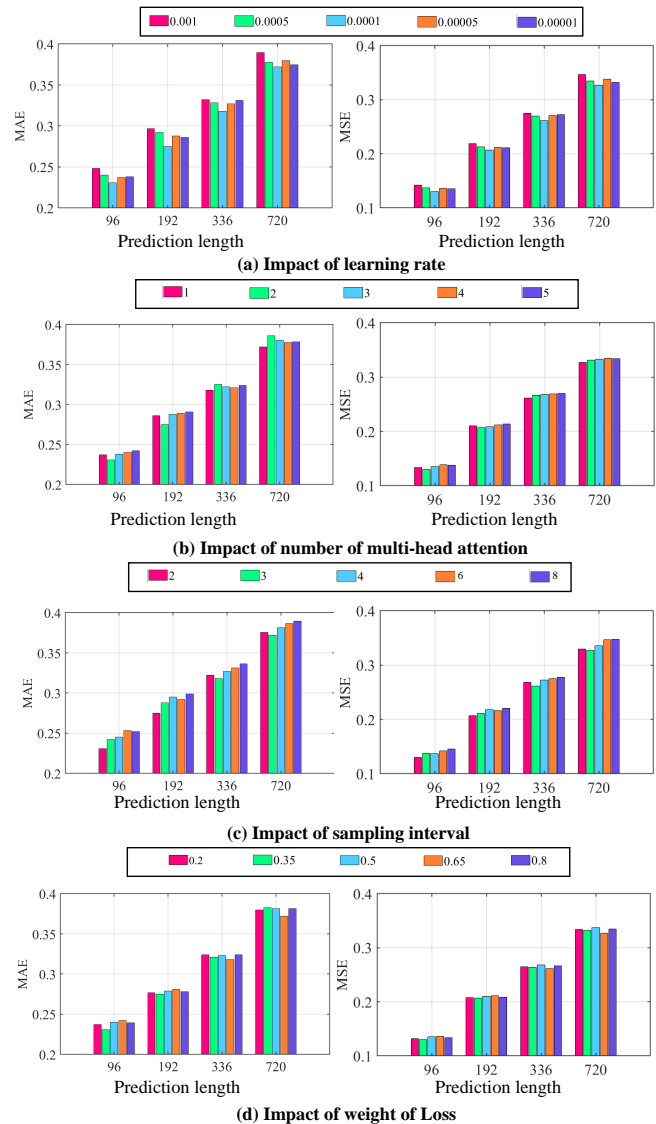 0.001 0.0005 0.0001 0.00005 0.00001
0.4 0.35 0.3 0.25 0.2
MAE
96 192 336 720
Prediction length
0.4 0.3 0.2 0.1
MSE
96 192 336 720
Prediction length
(a) Impact of learning rate
1 2 3 4 5
0.4 0.35 0.3 0.25 0.2
MAE
96 192 336 720
Prediction length
0.4 0.3 0.2 0.1
MSE
96 192 336 720
Prediction length
(b) Impact of number of multi-head attention
2 3 4 6 8
0.4 0.35 0.3 0.25 0.2
MAE
96 192 336 720
Prediction length
0.4 0.3 0.2 0.1
MSE
96 192 336 720
Prediction length
(c) Impact of sampling interval
0.2 0.35 0.5 0.65 0.8
0.4 0.35 0.3 0.25 0.2
MAE
96 192 336 720
Prediction length
0.4 0.3 0.2 0.1
MSE
96 192 336 720
Prediction length
(d) Impact of weight of Loss